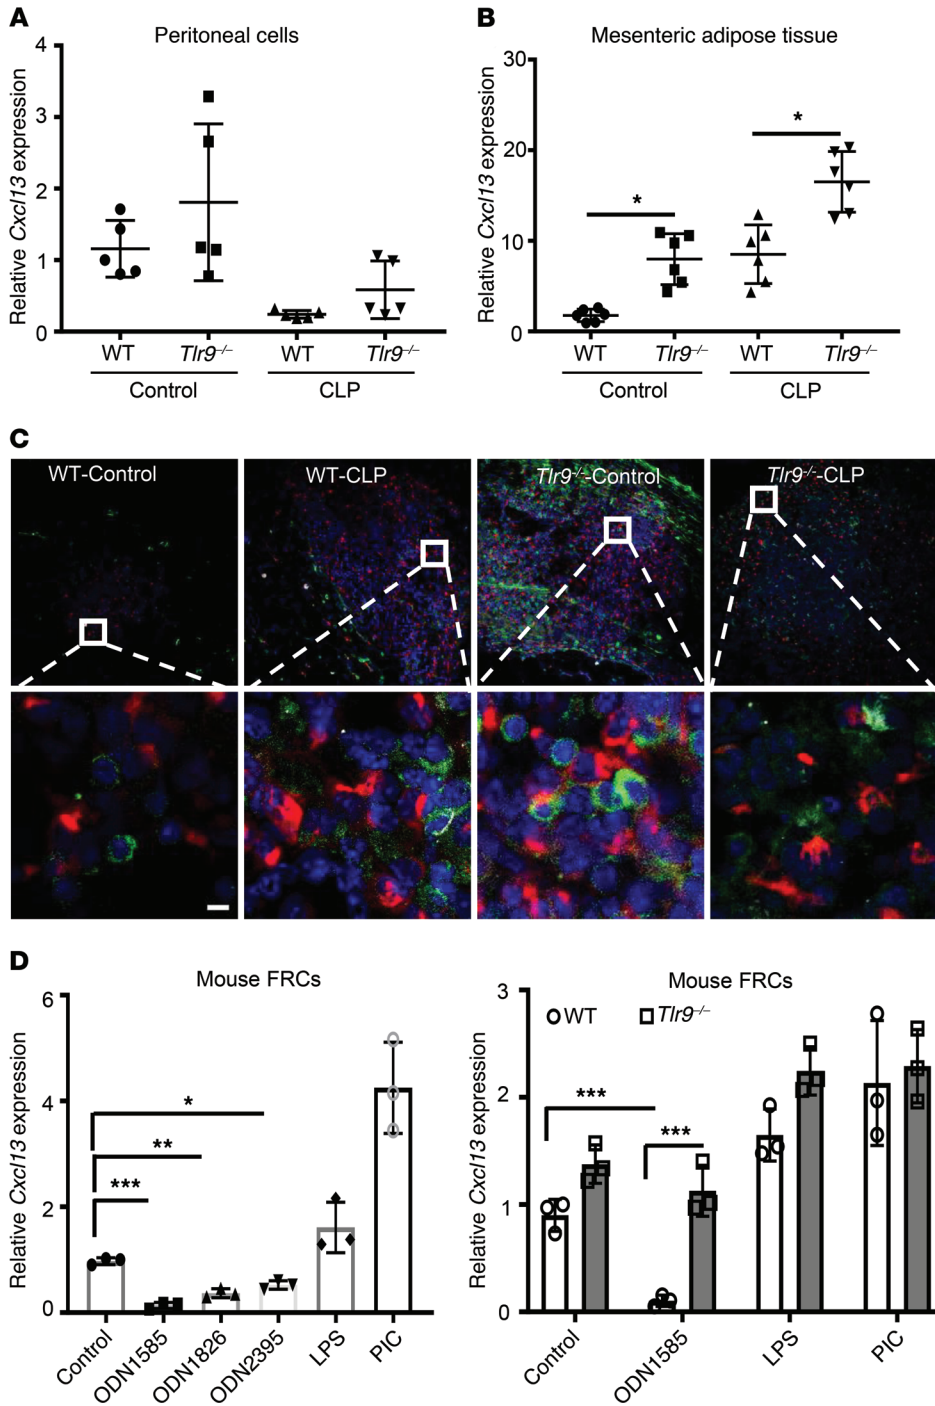 A
Peritoneal cells
Relative Cxcl13 expression
4
3
2
1
0
WT
Tlr9–/–
WT
Tlr9–/–
Control
CLP
B
Mesenteric adipose tissue
Relative Cxcl13 expression
30
20
10
0
*
*
WT
Tlr9–/–
WT
Tlr9–/–
Control
CLP
C
WT-Control
WT-CLP
Tlr9–/–-Control
Tlr9–/–-CLP
D
Mouse FRCs
Relative Cxcl13 expression
6
4
2
0
*
**
***
Control
ODN1585
ODN1826
ODN2395
LPS
PIC
Mouse FRCs
WT
Tlr9–/–
Relative Cxcl13 expression
3
2
1
0
***
***
Control
ODN1585
LPS
PIC